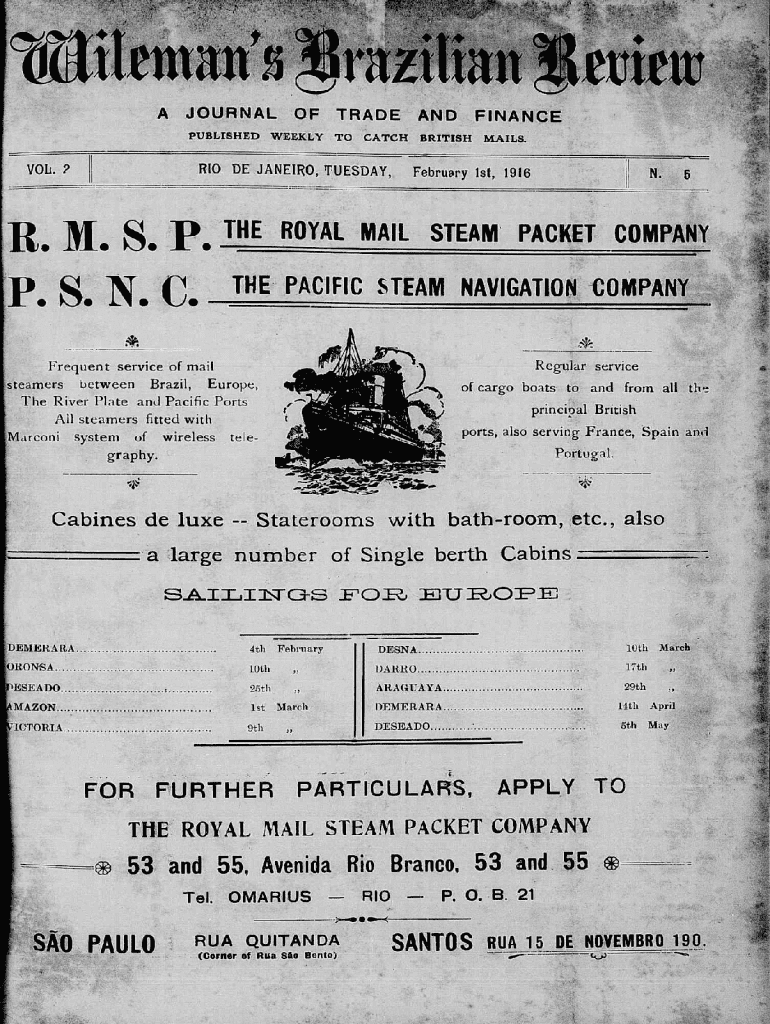 Wileman's Brazilian Review
A JOURNAL OF TRADE AND FINANCE
PUBLISHED WEEKLY TO CATCH BRITISH MAILS.
VOL. 2 RIO DE JANEIRO, TUESDAY, February 1st, 1916 N. 5
R. M. S. P. THE ROYAL MAIL STEAM PACKET COMPANY
P. S. N. C. THE PACIFIC STEAM NAVIGATION COMPANY
Frequent service of mail
steamers between Brazil, Europe,
The River Plate and Pacific Ports
All steamers fitted with
Marconi system of wireless tele-
graphy.
Regular service
of cargo boats to and from all the
principal British
ports, also serving France, Spain and
Portugal.
Cabines de luxe -- Staterooms with bath-room, etc., also
a large number of Single berth Cabins
SAILINGS FOR EUROPE
DEMERARA 4th February
ORONSA 10th „
DESEADO 25th „
AMAZON 1st March
VICTORIA 9th „
DESNA 10th March
DARRO 17th „
ARAGUAYA 29th „
DEMERARA 14th April
DESEADO 5th May
FOR FURTHER PARTICULARS, APPLY TO
THE ROYAL MAIL STEAM PACKET COMPANY
53 and 55, Avenida Rio Branco, 53 and 55
Tel. OMARIUS — RIO — P. O. B. 21
SÃO PAULO RUA QUITANDA SANTOS RUA 15 DE NOVEMBRO 190.
(Corner of Rua São Bento)